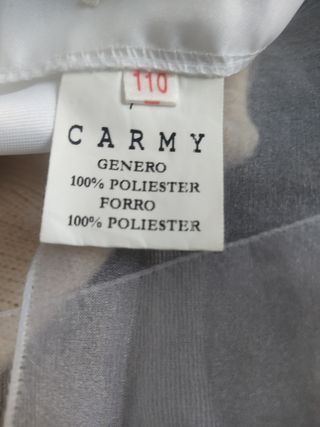 110
CARMY
GENERO
100% POLIESTER
FORRO
100% POLIESTER